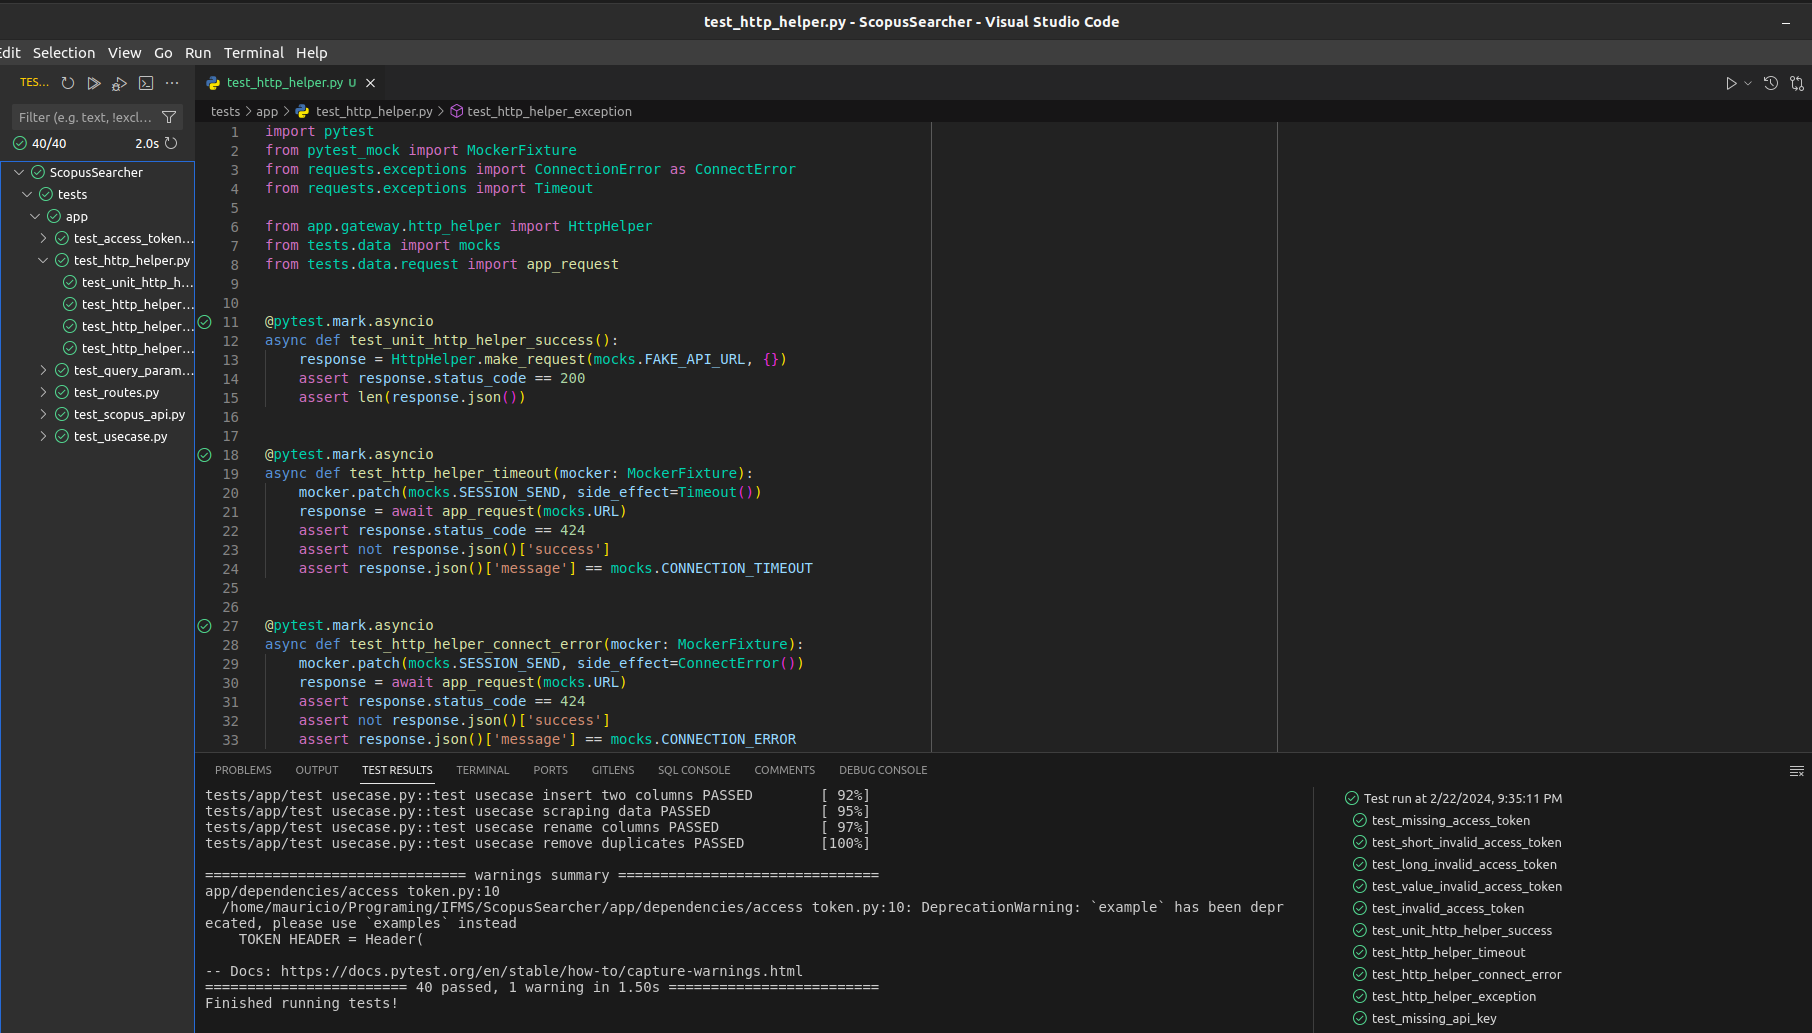 test_http_helper.py - ScopusSearcher - Visual Studio Code
Edit Selection View Go Run Terminal Help
TES...
Filter (e.g. text, !excl...
40/40 2.0s
ScopusSearcher
tests
app
test_access_token...
test_http_helper.py
test_unit_http_h...
test_http_helper...
test_http_helper...
test_http_helper...
test_query_param...
test_routes.py
test_scopus_api.py
test_usecase.py
test_http_helper.py U
tests > app > test_http_helper.py > test_http_helper_exception
1 import pytest
2 from pytest_mock import MockerFixture
3 from requests.exceptions import ConnectionError as ConnectError
4 from requests.exceptions import Timeout
5
6 from app.gateway.http_helper import HttpHelper
7 from tests.data import mocks
8 from tests.data.request import app_request
9
10
11 @pytest.mark.asyncio
12 async def test_unit_http_helper_success():
13     response = HttpHelper.make_request(mocks.FAKE_API_URL, {})
14     assert response.status_code == 200
15     assert len(response.json())
16
17
18 @pytest.mark.asyncio
19 async def test_http_helper_timeout(mocker: MockerFixture):
20     mocker.patch(mocks.SESSION_SEND, side_effect=Timeout())
21     response = await app_request(mocks.URL)
22     assert response.status_code == 424
23     assert not response.json()['success']
24     assert response.json()['message'] == mocks.CONNECTION_TIMEOUT
25
26
27 @pytest.mark.asyncio
28 async def test_http_helper_connect_error(mocker: MockerFixture):
29     mocker.patch(mocks.SESSION_SEND, side_effect=ConnectError())
30     response = await app_request(mocks.URL)
31     assert response.status_code == 424
32     assert not response.json()['success']
33     assert response.json()['message'] == mocks.CONNECTION_ERROR
PROBLEMS OUTPUT TEST RESULTS TERMINAL PORTS GITLENS SQL CONSOLE COMMENTS DEBUG CONSOLE
tests/app/test usecase.py::test usecase insert two columns PASSED [ 92%]
tests/app/test usecase.py::test usecase scraping data PASSED [ 95%]
tests/app/test usecase.py::test usecase rename columns PASSED [ 97%]
tests/app/test usecase.py::test usecase remove duplicates PASSED [100%]
=============================== warnings summary ===============================
app/dependencies/access token.py:10
/home/mauricio/Programing/IFMS/ScopusSearcher/app/dependencies/access token.py:10: DeprecationWarning: `example` has been depr
ecated, please use `examples` instead
TOKEN HEADER = Header(
-- Docs: https://docs.pytest.org/en/stable/how-to/capture-warnings.html
======================== 40 passed, 1 warning in 1.50s =========================
Finished running tests!
Test run at 2/22/2024, 9:35:11 PM
test_missing_access_token
test_short_invalid_access_token
test_long_invalid_access_token
test_value_invalid_access_token
test_invalid_access_token
test_unit_http_helper_success
test_http_helper_timeout
test_http_helper_connect_error
test_http_helper_exception
test_missing_api_key